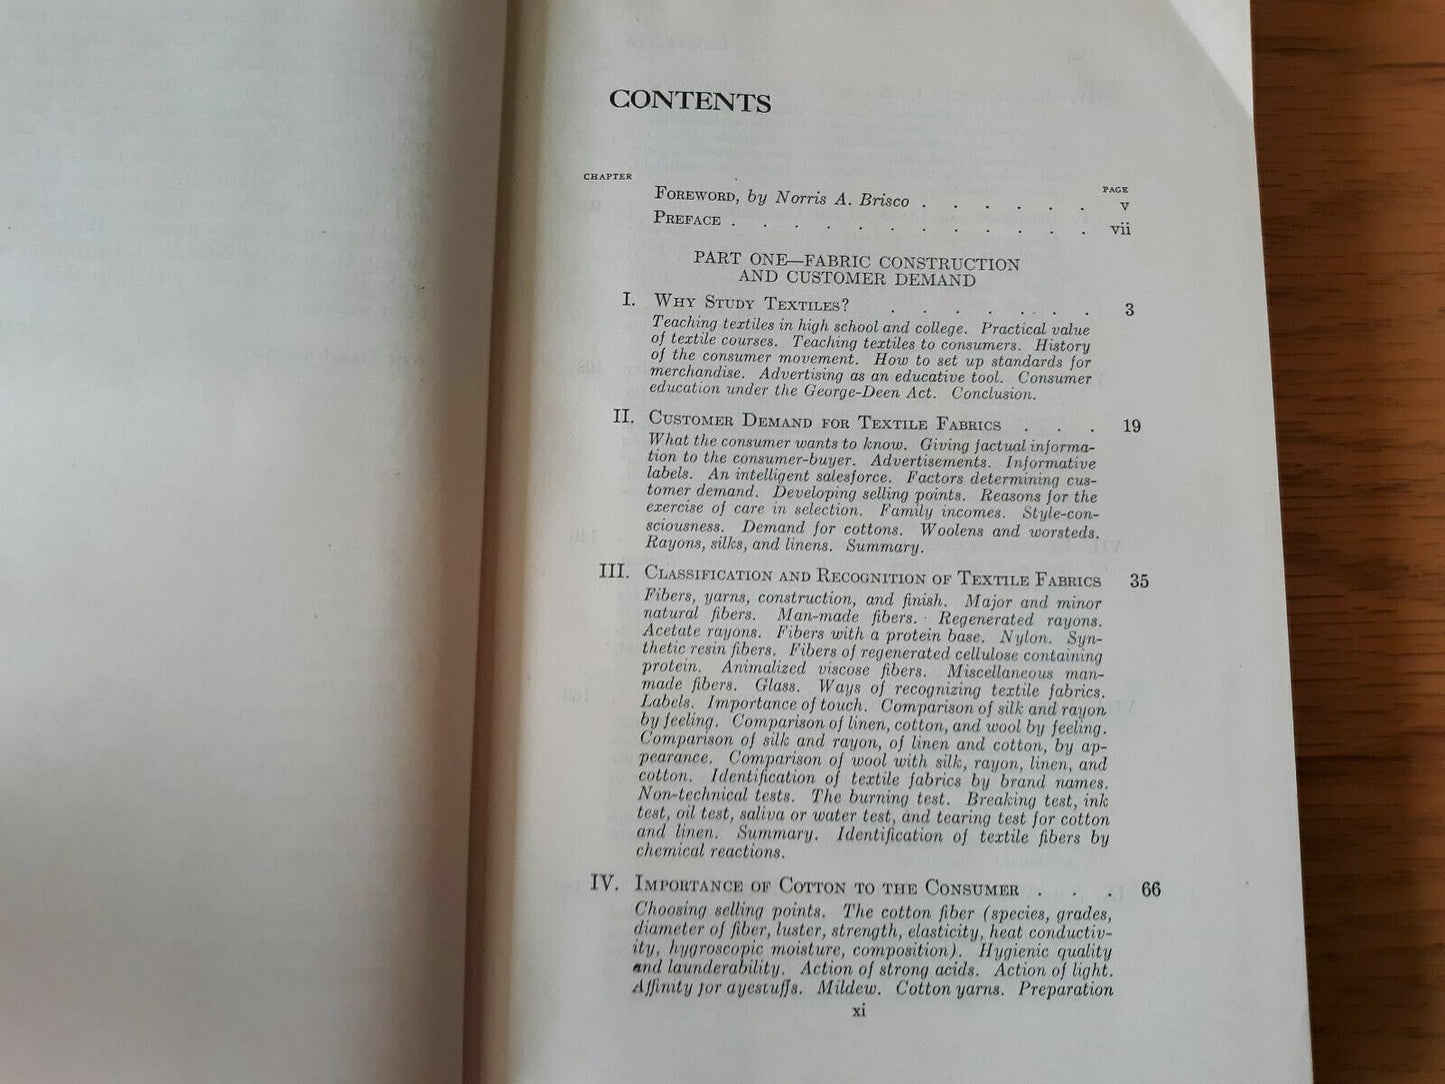 CONTENTS
CHAPTER
PAGE
FOREWORD, by Norris A. Brisco . . . . . . v
PREFACE . . . . . . . . . . . . vii
PART ONE—FABRIC CONSTRUCTION
AND CUSTOMER DEMAND
I. WHY STUDY TEXTILES? . . . . . . . 3
Teaching textiles in high school and college. Practical value
of textile courses. Teaching textiles to consumers. History
of the consumer movement. How to set up standards for
merchandise. Advertising as an educative tool. Consumer
education under the George-Deen Act. Conclusion.
II. CUSTOMER DEMAND FOR TEXTILE FABRICS . . . 19
What the consumer wants to know. Giving factual informa-
tion to the consumer-buyer. Advertisements. Informative
labels. An intelligent salesforce. Factors determining cus-
tomer demand. Developing selling points. Reasons for the
exercise of care in selection. Family incomes. Style-con-
sciousness. Demand for cottons. Woolens and worsteds.
Rayons, silks, and linens. Summary.
III. CLASSIFICATION AND RECOGNITION OF TEXTILE FABRICS 35
Fibers, yarns, construction, and finish. Major and minor
natural fibers. Man-made fibers. Regenerated rayons.
Acetate rayons. Fibers with a protein base. Nylon. Syn-
thetic resin fibers. Fibers of regenerated cellulose containing
protein. Animalized viscose fibers. Miscellaneous man-
made fibers. Glass. Ways of recognizing textile fabrics.
Labels. Importance of touch. Comparison of silk and rayon
by feeling. Comparison of linen, cotton, and wool by feeling.
Comparison of silk and rayon, of linen and cotton, by ap-
pearance. Comparison of wool with silk, rayon, linen, and
cotton. Identification of textile fabrics by brand names.
Non-technical tests. The burning test. Breaking test, ink
test, oil test, saliva or water test, and tearing test for cotton
and linen. Summary. Identification of textile fibers by
chemical reactions.
IV. IMPORTANCE OF COTTON TO THE CONSUMER . . . 66
Choosing selling points. The cotton fiber (species, grades,
diameter of fiber, luster, strength, elasticity, heat conductiv-
ity, hygroscopic moisture, composition). Hygienic quality
and launderability. Action of strong acids. Action of light.
Affinity for dyestuffs. Mildew. Cotton yarns. Preparation
xi